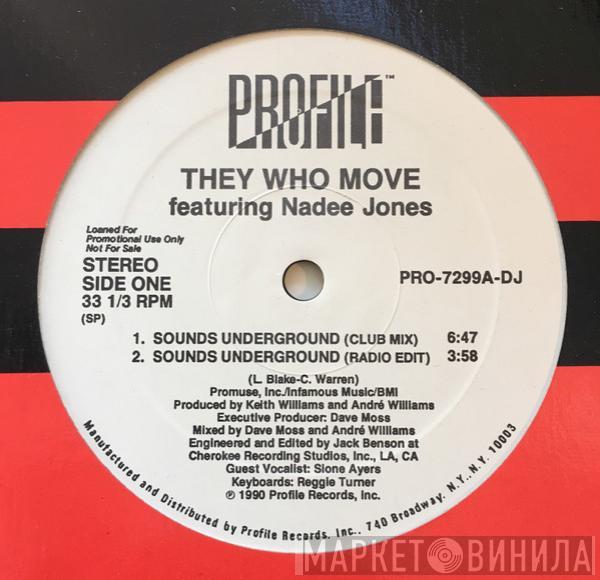 PROFILE™
THEY WHO MOVE
featuring Nadee Jones
Loaned For
Promotional Use Only
Not For Sale
STEREO
SIDE ONE
33 1/3 RPM
(SP)
PRO-7299A-DJ
1. SOUNDS UNDERGROUND (CLUB MIX) 6:47
2. SOUNDS UNDERGROUND (RADIO EDIT) 3:58
(L. Blake-C. Warren)
Promuse, Inc./Infamous Music/BMI
Produced by Keith Williams and André Williams
Executive Producer: Dave Moss
Mixed by Dave Moss and André Williams
Engineered and Edited by Jack Benson at
Cherokee Recording Studios, Inc., LA, CA
Guest Vocalist: Sione Ayers
Keyboards: Reggie Turner
℗ 1990 Profile Records, Inc.
Manufactured and Distributed by Profile Records, Inc., 740 Broadway, N.Y., N.Y. 10003
МАРКЕТ ВИНИЛА